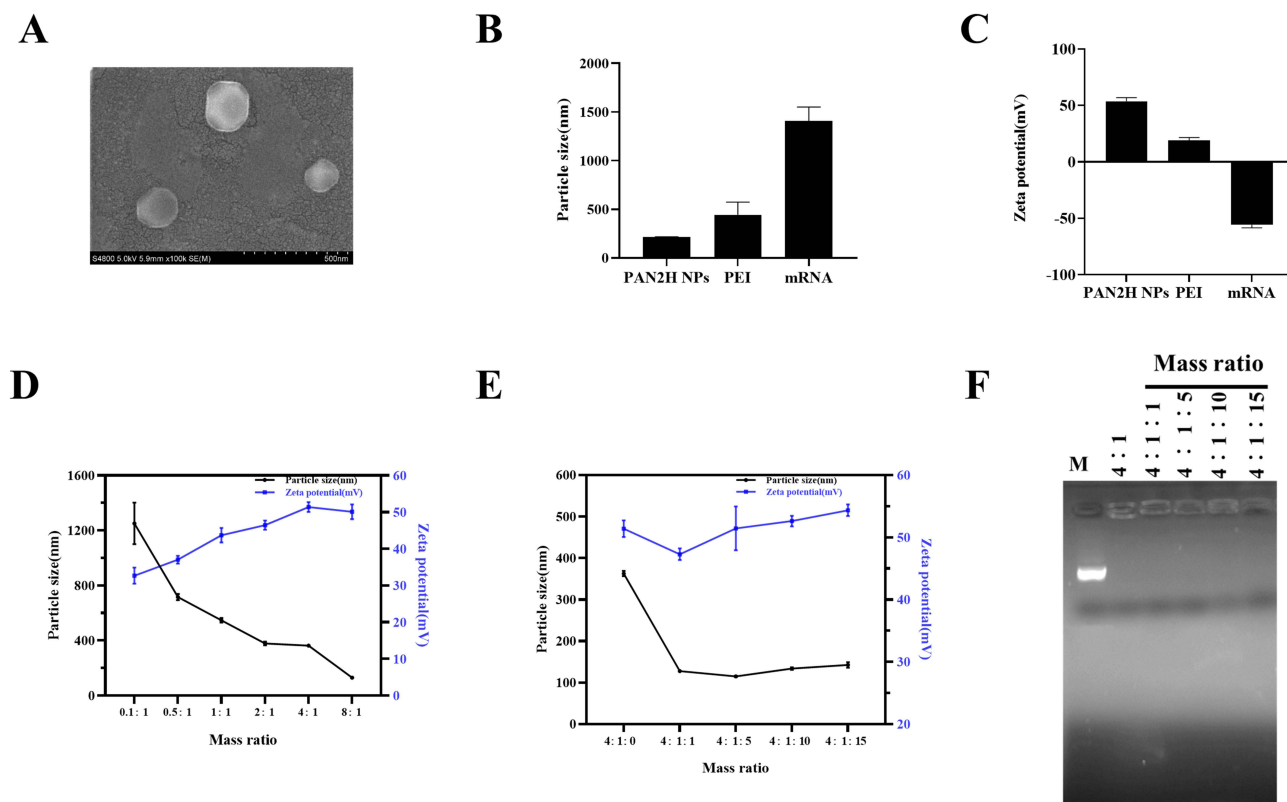 A
S4800 5.0kV 5.9mm x100k SE(M) 500nm
B
Particle size(nm)
2000
1500
1000
500
0
PAN2H NPs PEI mRNA
C
Zeta potential(mV)
100
50
0
-50
-100
PAN2H NPs PEI mRNA
D
Particle size(nm)
Zeta potential(mV)
Particle size(nm)
1600
1200
800
400
0
Zeta potential(mV)
60
50
40
30
20
10
0
0.1: 1 0.5: 1 1: 1 2: 1 4: 1 8: 1
Mass ratio
E
Particle size(nm)
Zeta potential(mV)
Particle size(nm)
600
500
400
300
200
100
0
Zeta potential(mV)
60
50
40
30
20
4: 1:0 4: 1:1 4: 1:5 4: 1:10 4: 1:15
Mass ratio
F
Mass ratio
M
4 : 1
4 : 1 : 1
4 : 1 : 5
4 : 1 : 10
4 : 1 : 15